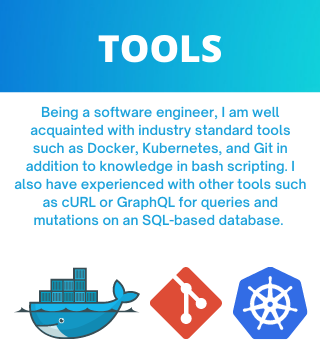 TOOLS
Being a software engineer, I am well
acquainted with industry standard tools
such as Docker, Kubernetes, and Git in
addition to knowledge in bash scripting. I
also have experienced with other tools such
as cURL or GraphQL for queries and
mutations on an SQL-based database.